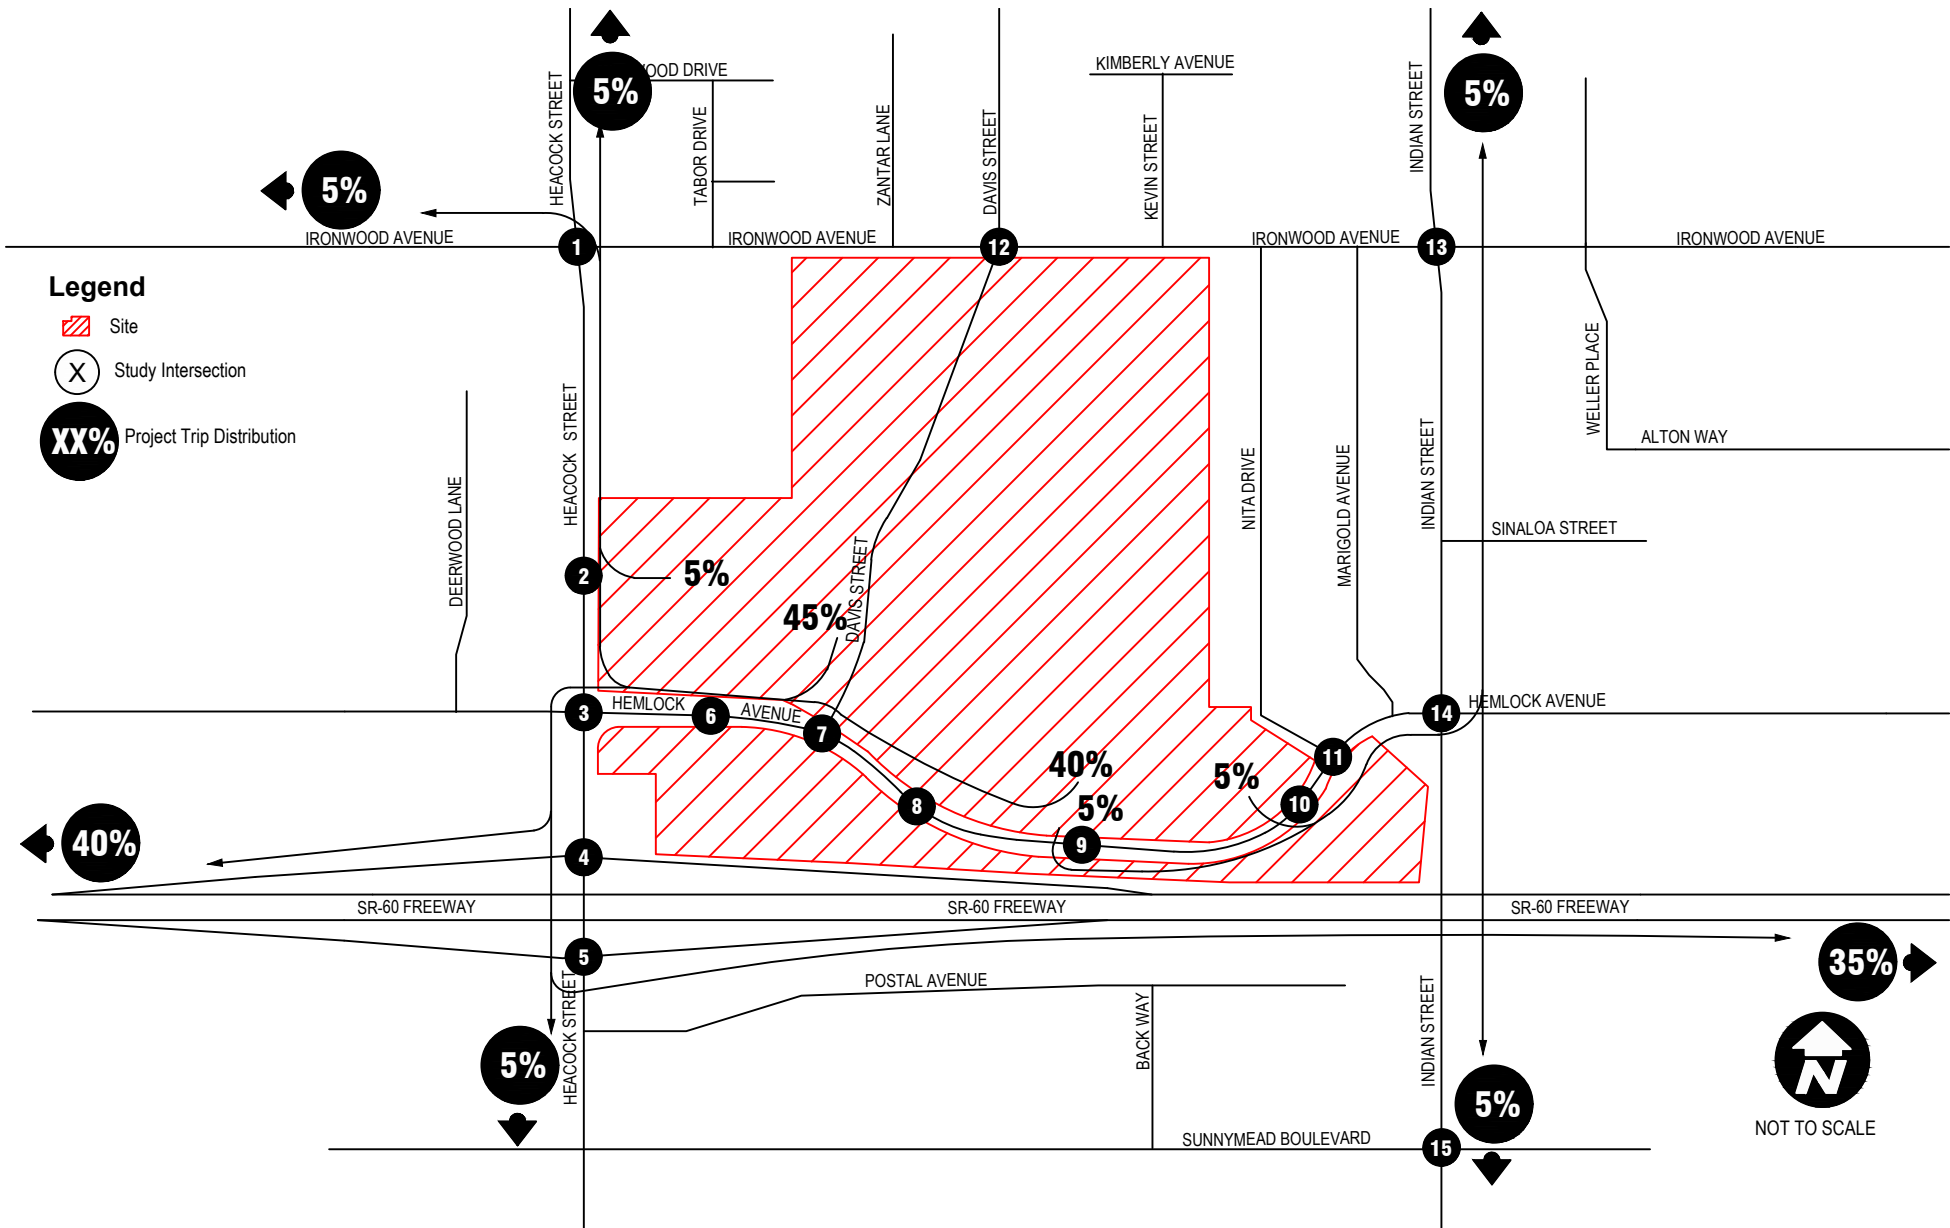 5%
OOD DRIVE
KIMBERLY AVENUE
5%
HEACOCK STREET
TABOR DRIVE
ZANTAR LANE
DAVIS STREET
KEVIN STREET
INDIAN STREET
5%
IRONWOOD AVENUE
1
IRONWOOD AVENUE
12
IRONWOOD AVENUE
13
IRONWOOD AVENUE
Legend
Site
X
Study Intersection
XX%
Project Trip Distribution
HEACOCK STREET
DEERWOOD LANE
NITA DRIVE
MARIGOLD AVENUE
INDIAN STREET
WELLER PLACE
ALTON WAY
SINALOA STREET
2
5%
45%
DAVIS STREET
3
HEMLOCK
6
AVENUE
7
14
HEMLOCK AVENUE
11
40%
5%
5%
10
8
9
40%
4
SR-60 FREEWAY
SR-60 FREEWAY
SR-60 FREEWAY
5
35%
POSTAL AVENUE
HEACOCK STREET
BACK WAY
INDIAN STREET
5%
5%
N
NOT TO SCALE
SUNNYMEAD BOULEVARD
15